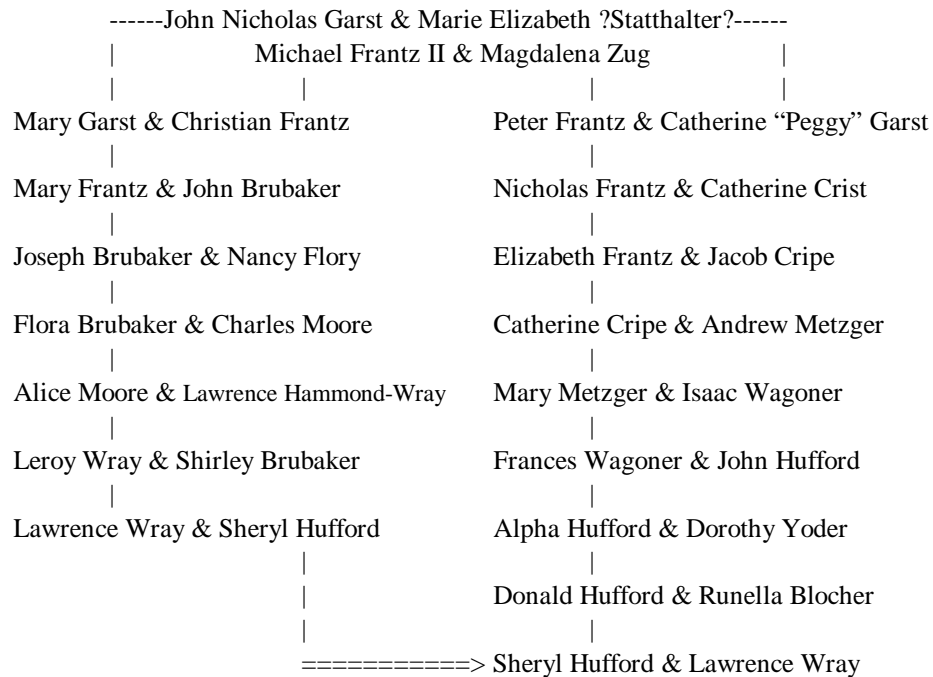 ------John Nicholas Garst & Marie Elizabeth ?Statthalter?------
| Michael Frantz II & Magdalena Zug |
| | | |
Mary Garst & Christian Frantz Peter Frantz & Catherine “Peggy” Garst
| |
Mary Frantz & John Brubaker Nicholas Frantz & Catherine Crist
| |
Joseph Brubaker & Nancy Flory Elizabeth Frantz & Jacob Cripe
| |
Flora Brubaker & Charles Moore Catherine Cripe & Andrew Metzger
| |
Alice Moore & Lawrence Hammond-Wray Mary Metzger & Isaac Wagoner
| |
Leroy Wray & Shirley Brubaker Frances Wagoner & John Hufford
| |
Lawrence Wray & Sheryl Hufford Alpha Hufford & Dorothy Yoder
| |
| Donald Hufford & Runella Blocher
| |
===========> Sheryl Hufford & Lawrence Wray